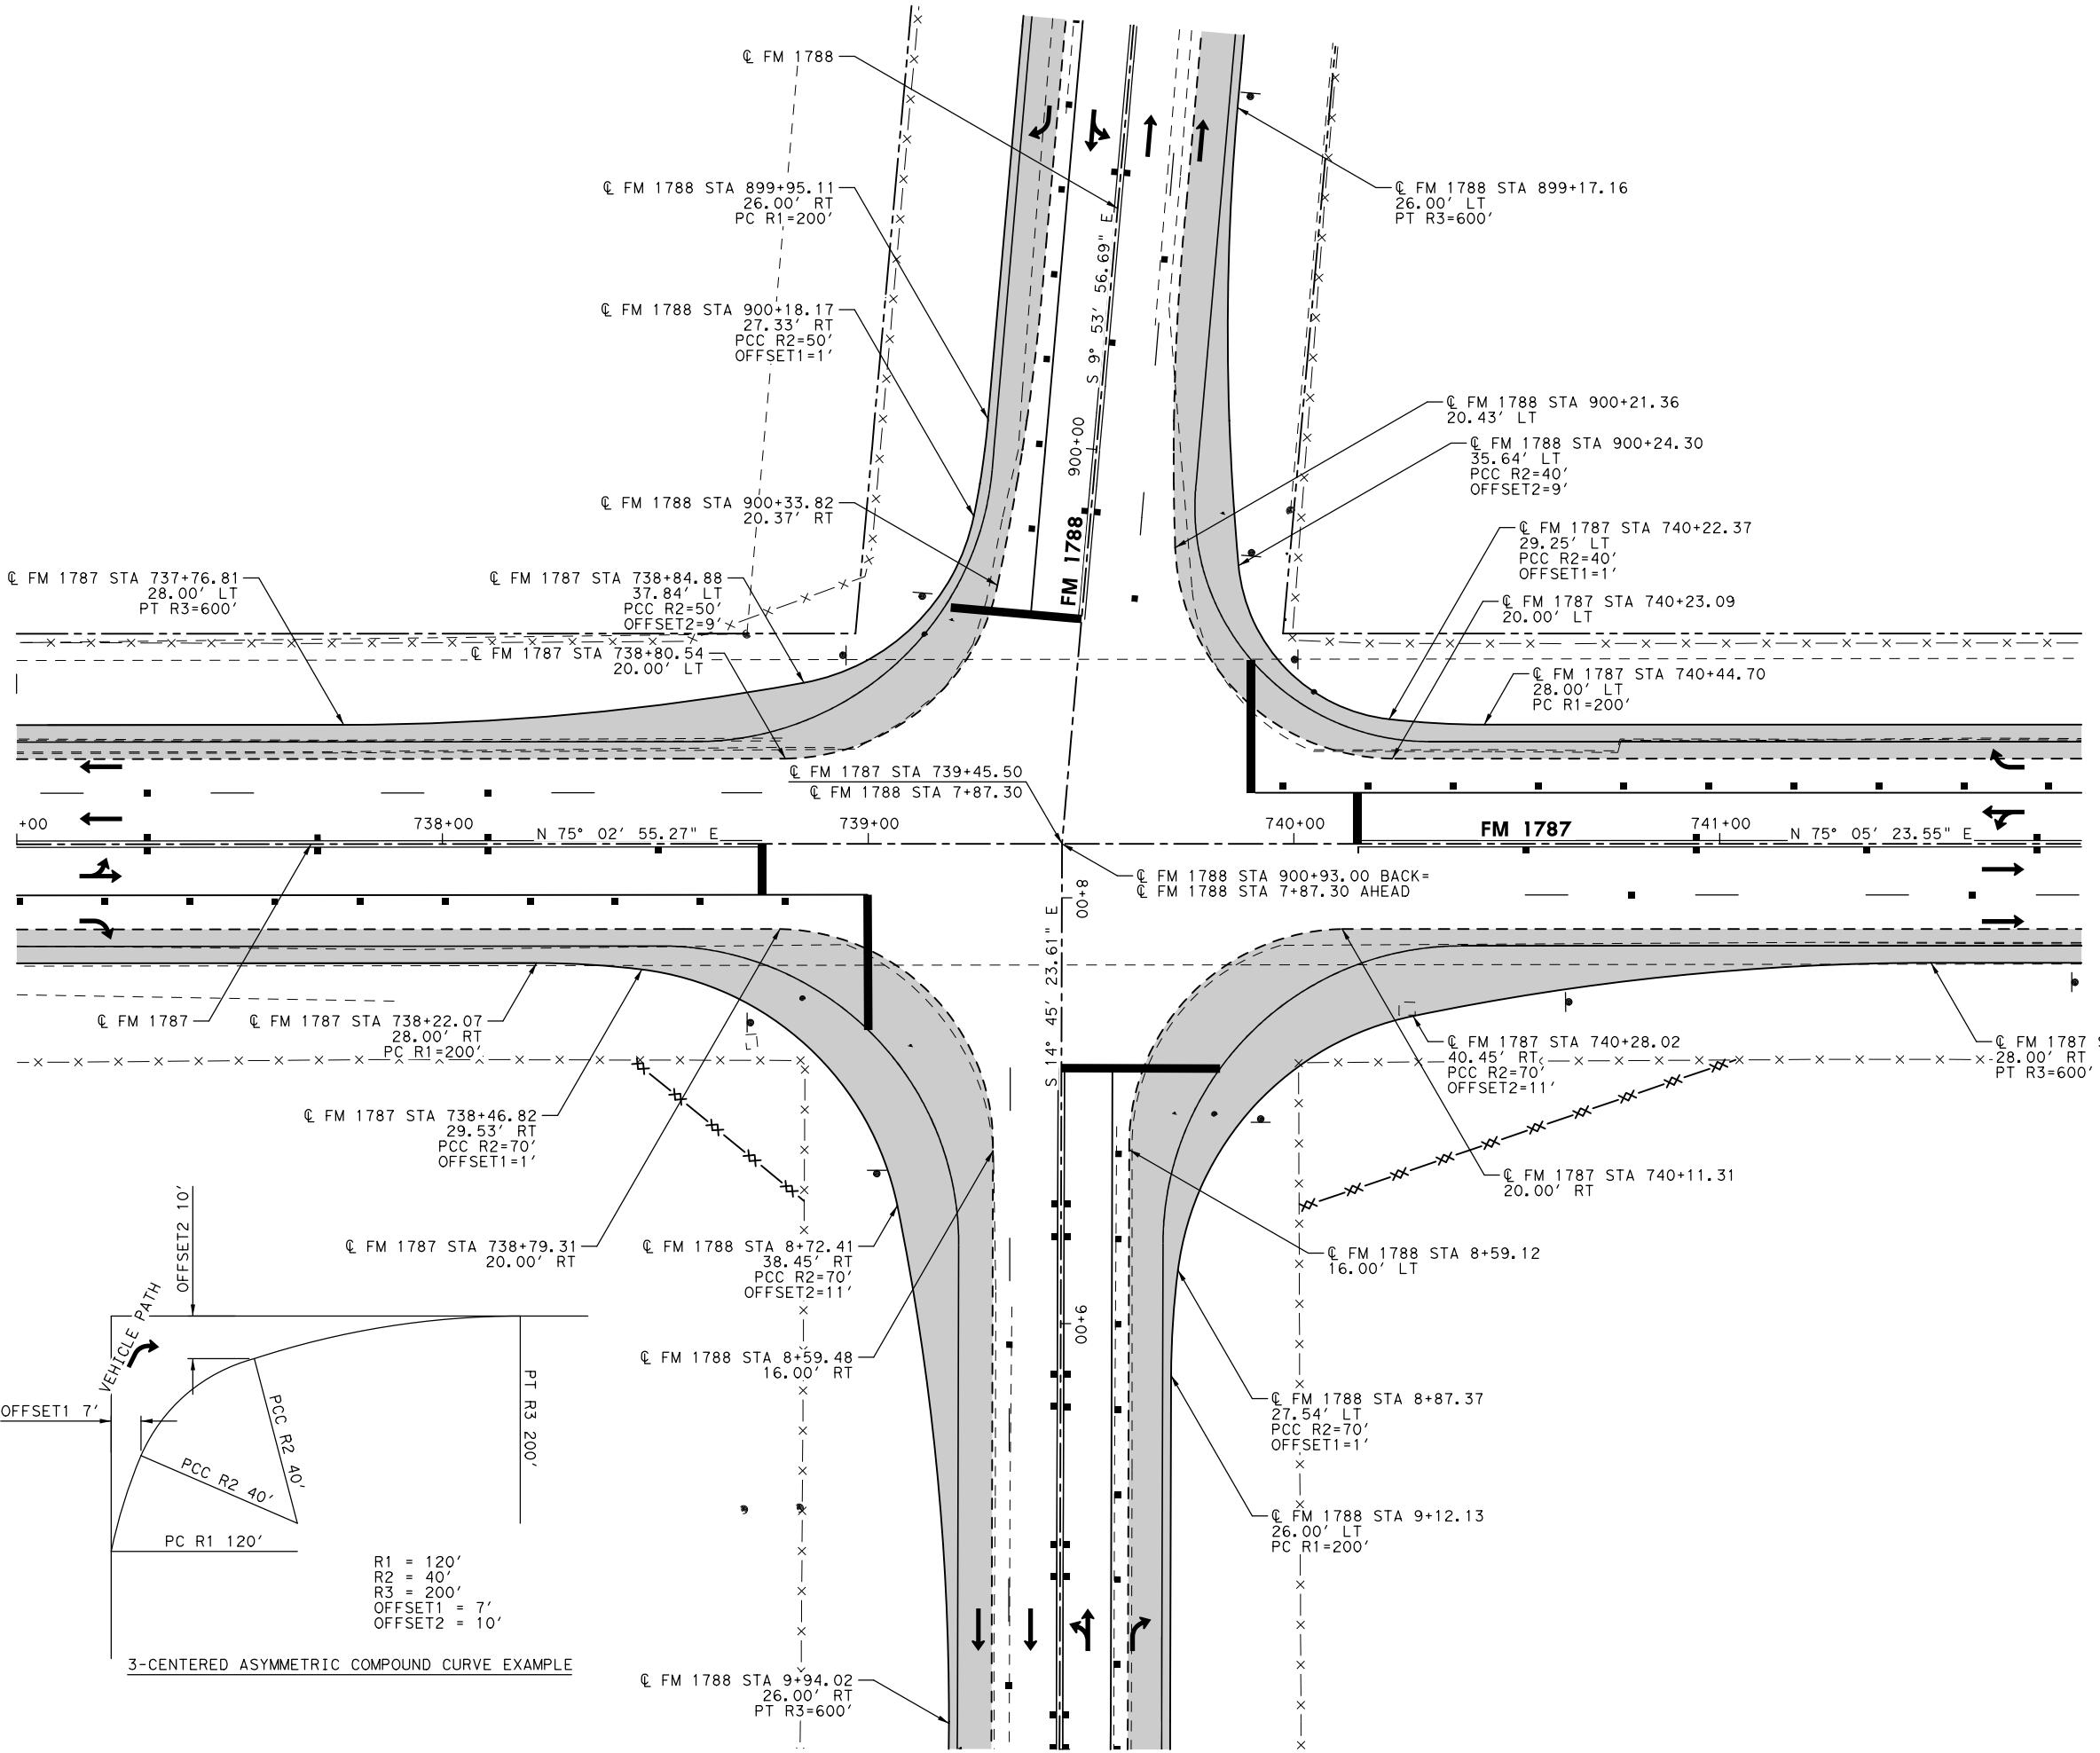 ℄ FM 1788
℄ FM 1788 STA 899+95.11
26.00' RT
PC R1=200'
℄ FM 1788 STA 899+17.16
26.00' LT
PT R3=600'
℄ FM 1788 STA 900+18.17
27.33' RT
PCC R2=50'
OFFSET1=1'
S 9° 53' 56.69" E
900+00
FM 1788
℄ FM 1788 STA 900+21.36
20.43' LT
℄ FM 1788 STA 900+24.30
35.64' LT
PCC R2=40'
OFFSET2=9'
℄ FM 1788 STA 900+33.82
20.37' RT
℄ FM 1787 STA 740+22.37
29.25' LT
PCC R2=40'
OFFSET1=1'
℄ FM 1787 STA 737+76.81
28.00' LT
PT R3=600'
℄ FM 1787 STA 738+84.88
37.84' LT
PCC R2=50'
OFFSET2=9'
℄ FM 1787 STA 740+23.09
20.00' LT
℄ FM 1787 STA 738+80.54
20.00' LT
℄ FM 1787 STA 740+44.70
28.00' LT
PC R1=200'
℄ FM 1787 STA 739+45.50
℄ FM 1788 STA 7+87.30
+00
738+00
N 75° 02' 55.27" E
739+00
740+00
FM 1787
741+00
N 75° 05' 23.55" E
℄ FM 1788 STA 900+93.00 BACK=
℄ FM 1788 STA 7+87.30 AHEAD
8+00
S 14° 45' 23.61" E
℄ FM 1787
℄ FM 1787 STA 738+22.07
28.00' RT
PC R1=200'
℄ FM 1787 STA 740+28.02
40.45' RT
PCC R2=70'
OFFSET2=11'
℄ FM 1787 S
28.00' RT
PT R3=600'
℄ FM 1787 STA 738+46.82
29.53' RT
PCC R2=70'
OFFSET1=1'
℄ FM 1787 STA 740+11.31
20.00' RT
℄ FM 1787 STA 738+79.31
20.00' RT
℄ FM 1788 STA 8+72.41
38.45' RT
PCC R2=70'
OFFSET2=11'
℄ FM 1788 STA 8+59.12
16.00' LT
9+00
℄ FM 1788 STA 8+59.48
16.00' RT
℄ FM 1788 STA 8+87.37
27.54' LT
PCC R2=70'
OFFSET1=1'
℄ FM 1788 STA 9+12.13
26.00' LT
PC R1=200'
℄ FM 1788 STA 9+94.02
26.00' RT
PT R3=600'
OFFSET2 10'
VEHICLE PATH
OFFSET1 7'
PCC R2 40'
PCC R2 40'
PT R3 200'
PC R1 120'
R1 = 120'
R2 = 40'
R3 = 200'
OFFSET1 = 7'
OFFSET2 = 10'
3-CENTERED ASYMMETRIC COMPOUND CURVE EXAMPLE